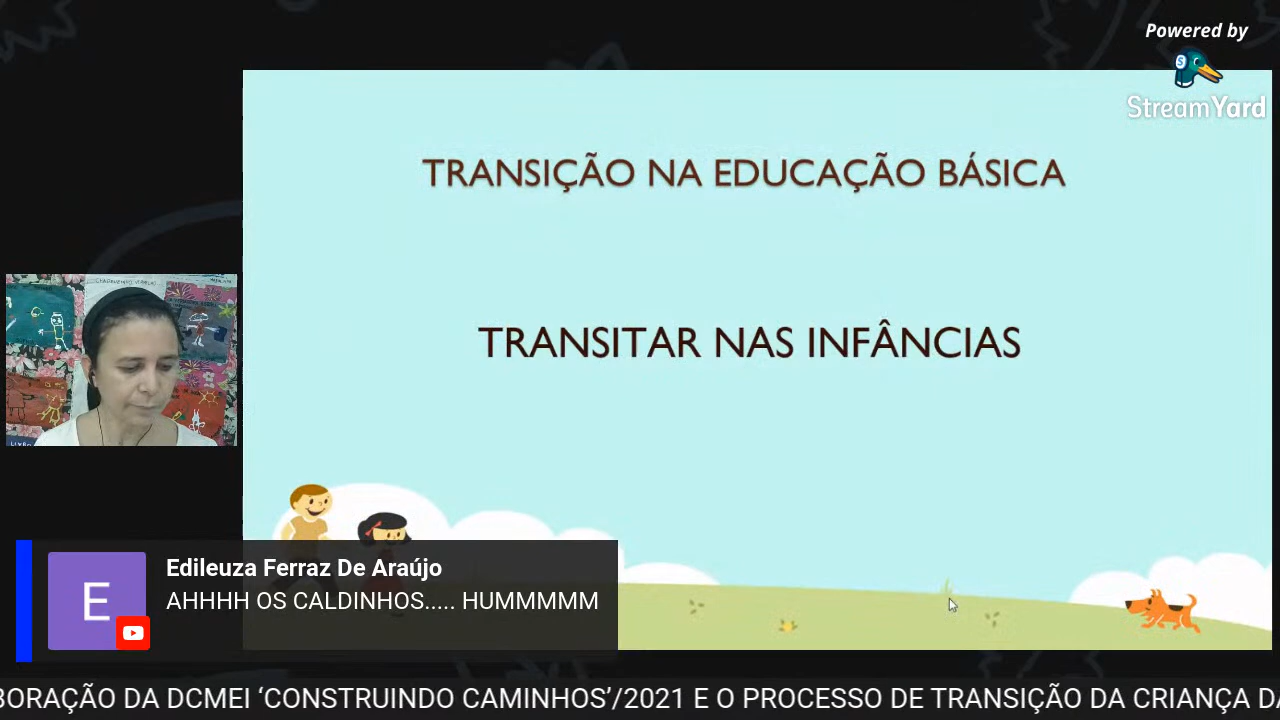 Powered by
StreamYard
TRANSIÇÃO NA EDUCAÇÃO BÁSICA
TRANSITAR NAS INFÂNCIAS
E
Edileuza Ferraz De Araújo
AHHHH OS CALDINHOS..... HUMMMMM
BORAÇÃO DA DCMEI ‘CONSTRUINDO CAMINHOS’/2021 E O PROCESSO DE TRANSIÇÃO DA CRIANÇA DA